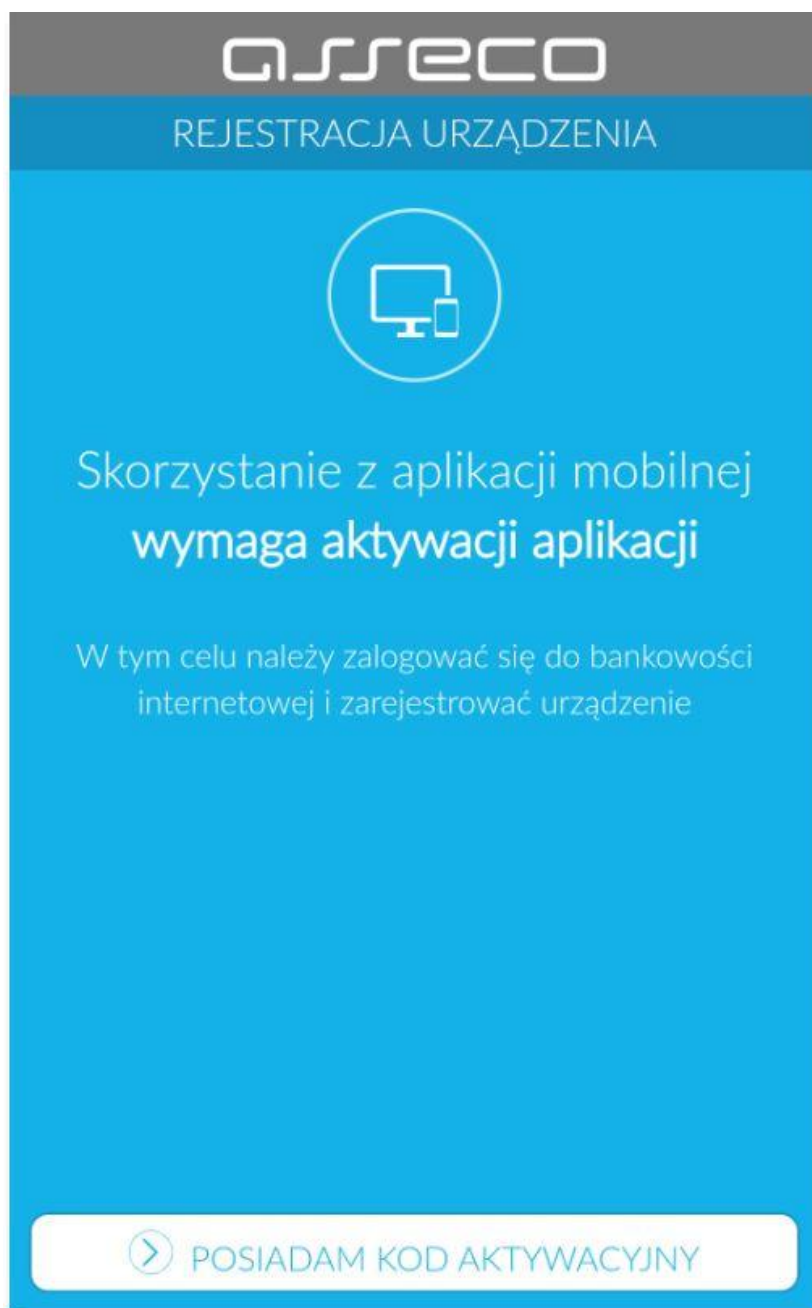 asseco
REJESTRACJA URZĄDZENIA
Skorzystanie z aplikacji mobilnej
wymaga aktywacji aplikacji
W tym celu należy zalogować się do bankowości
internetowej i zarejestrować urządzenie
POSIADAM KOD AKTYWACYJNY